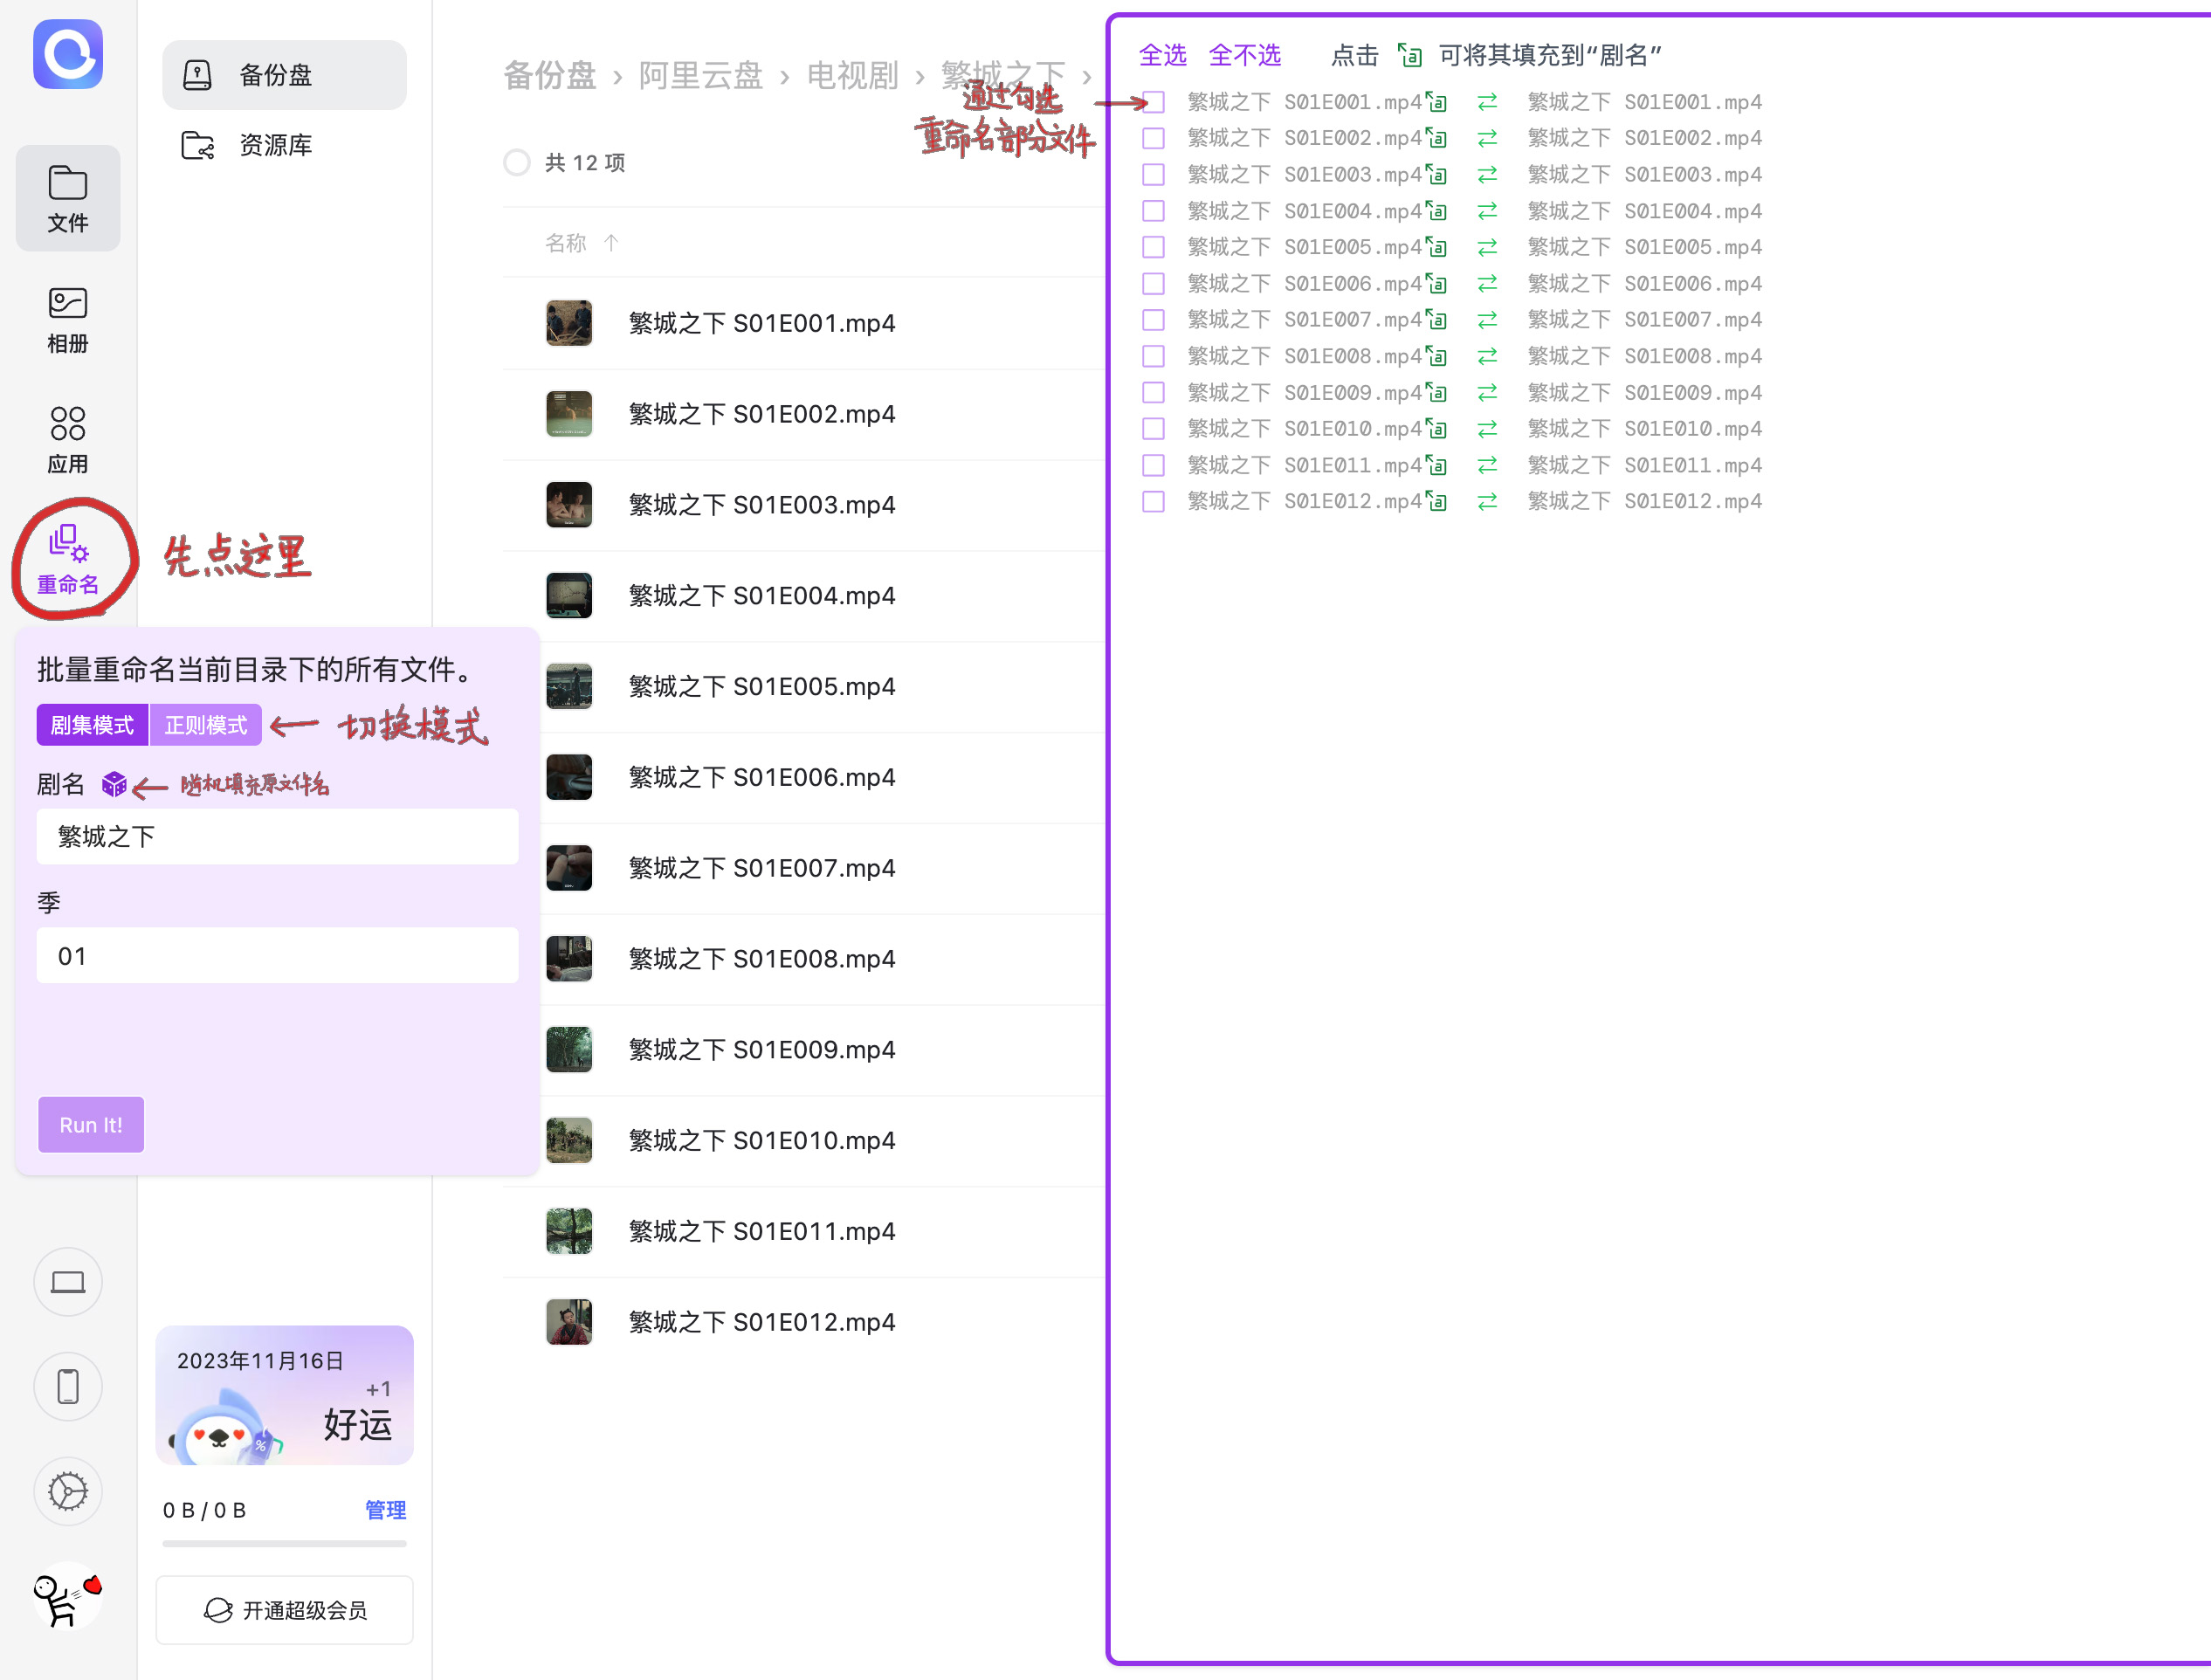 文件
相册
应用
重命名
先点这里
备份盘
资源库
批量重命名当前目录下的所有文件。
剧集模式 正则模式 ← 切换模式
剧名 ← 随机填充原文件名
繁城之下
季
01
Run It!
2023年11月16日
+1
好运
%
0 B / 0 B 管理
开通超级会员
备份盘 › 阿里云盘 › 电视剧 › 繁城之下 ›
共 12 项
名称 ↑
繁城之下 S01E001.mp4
繁城之下 S01E002.mp4
繁城之下 S01E003.mp4
繁城之下 S01E004.mp4
繁城之下 S01E005.mp4
繁城之下 S01E006.mp4
繁城之下 S01E007.mp4
繁城之下 S01E008.mp4
繁城之下 S01E009.mp4
繁城之下 S01E010.mp4
繁城之下 S01E011.mp4
繁城之下 S01E012.mp4
通过勾选
重命名部分文件
全选 全不选 点击 a 可将其填充到“剧名”
繁城之下 S01E001.mp4 a ⇄ 繁城之下 S01E001.mp4
繁城之下 S01E002.mp4 a ⇄ 繁城之下 S01E002.mp4
繁城之下 S01E003.mp4 a ⇄ 繁城之下 S01E003.mp4
繁城之下 S01E004.mp4 a ⇄ 繁城之下 S01E004.mp4
繁城之下 S01E005.mp4 a ⇄ 繁城之下 S01E005.mp4
繁城之下 S01E006.mp4 a ⇄ 繁城之下 S01E006.mp4
繁城之下 S01E007.mp4 a ⇄ 繁城之下 S01E007.mp4
繁城之下 S01E008.mp4 a ⇄ 繁城之下 S01E008.mp4
繁城之下 S01E009.mp4 a ⇄ 繁城之下 S01E009.mp4
繁城之下 S01E010.mp4 a ⇄ 繁城之下 S01E010.mp4
繁城之下 S01E011.mp4 a ⇄ 繁城之下 S01E011.mp4
繁城之下 S01E012.mp4 a ⇄ 繁城之下 S01E012.mp4